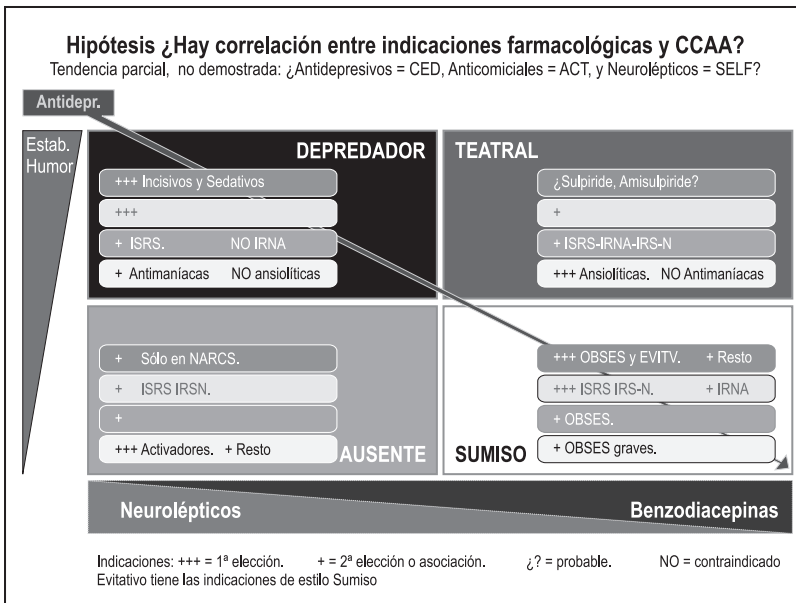 Hipótesis ¿Hay correlación entre indicaciones farmacológicas y CCAA?
Tendencia parcial, no demostrada: ¿Antidepresivos = CED, Anticomiciales = ACT, y Neurolépticos = SELF?
Antidepr.
Estab.
Humor
DEPREDADOR
+++ Incisivos y Sedativos
+++
+ ISRS. NO IRNA
+ Antimaníacas NO ansiolíticas
TEATRAL
¿Sulpiride, Amisulpiride?
+
+ ISRS-IRNA-IRS-N
+++ Ansiolíticas. NO Antimaníacas
+ Sólo en NARCS.
+ ISRS IRSN.
+
+++ Activadores. + Resto
AUSENTE
+++ OBSES y EVITV. + Resto
+++ ISRS IRS-N. + IRNA
+ OBSES.
+ OBSES graves.
SUMISO
Neurolépticos
Benzodiacepinas
Indicaciones: +++ = 1ª elección. + = 2ª elección o asociación. ¿? = probable. NO = contraindicado
Evitativo tiene las indicaciones de estilo Sumiso